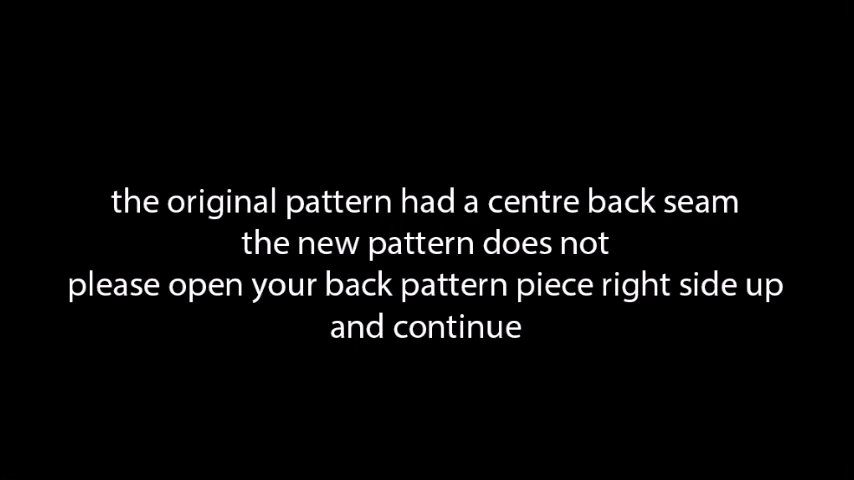 the original pattern had a centre back seam
the new pattern does not
please open your back pattern piece right side up
and continue